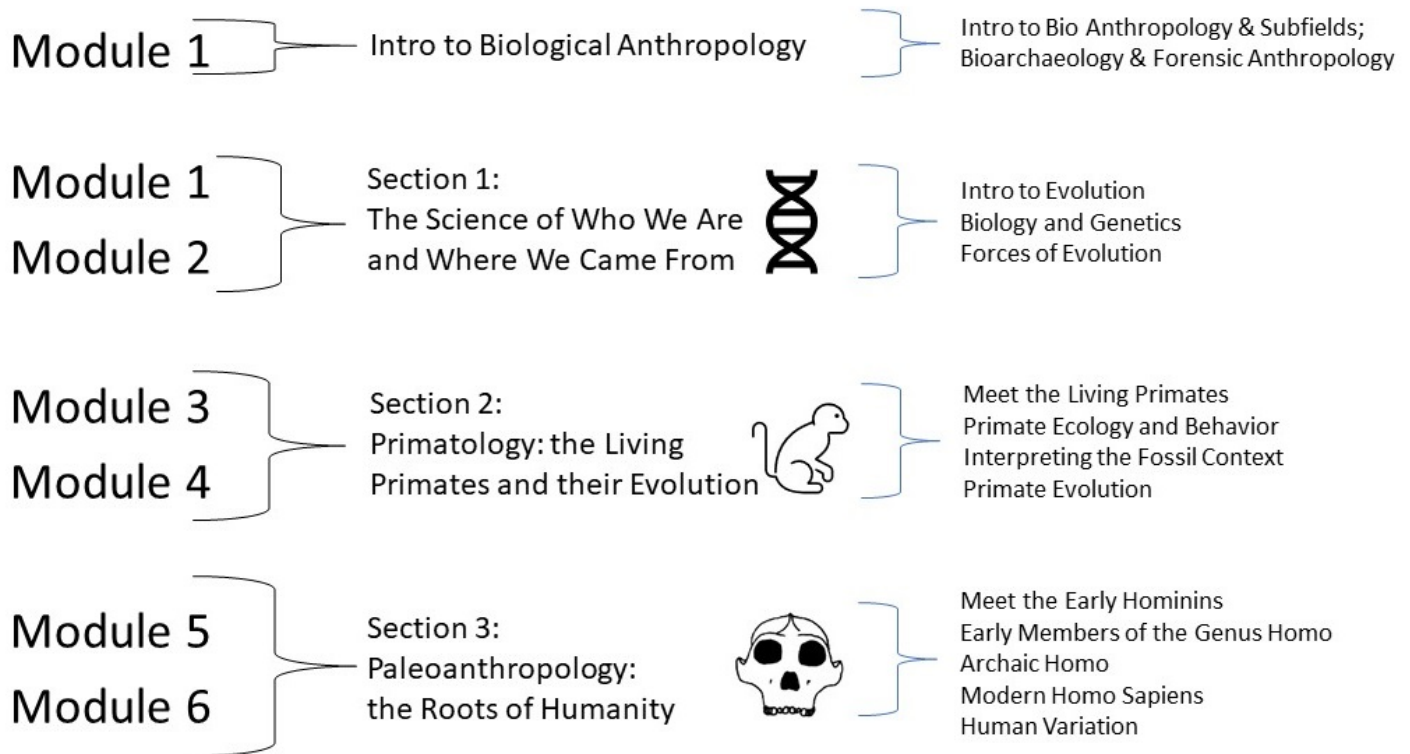 Module 1
Intro to Biological Anthropology
Intro to Bio Anthropology & Subfields;
Bioarchaeology & Forensic Anthropology
Module 1
Module 2
Section 1:
The Science of Who We Are
and Where We Came From
Intro to Evolution
Biology and Genetics
Forces of Evolution
Module 3
Module 4
Section 2:
Primatology: the Living
Primates and their Evolution
Meet the Living Primates
Primate Ecology and Behavior
Interpreting the Fossil Context
Primate Evolution
Module 5
Module 6
Section 3:
Paleoanthropology:
the Roots of Humanity
Meet the Early Hominins
Early Members of the Genus Homo
Archaic Homo
Modern Homo Sapiens
Human Variation